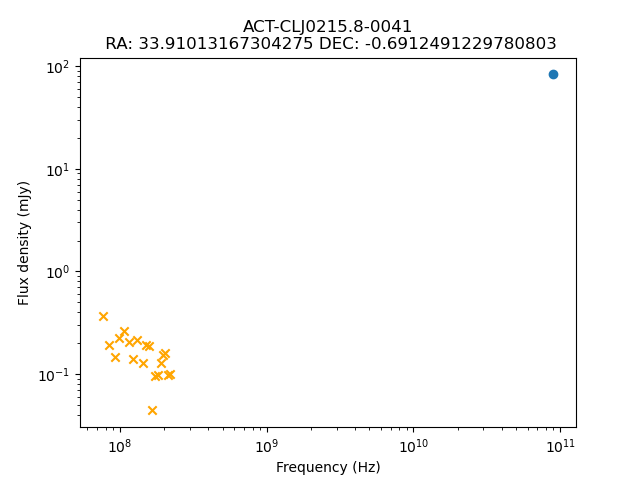 ACT-CLJ0215.8-0041
RA: 33.91013167304275 DEC: -0.6912491229780803
Flux density (mJy)
10²
10¹
10⁰
10⁻¹
10⁸
10⁹
10¹⁰
10¹¹
Frequency (Hz)